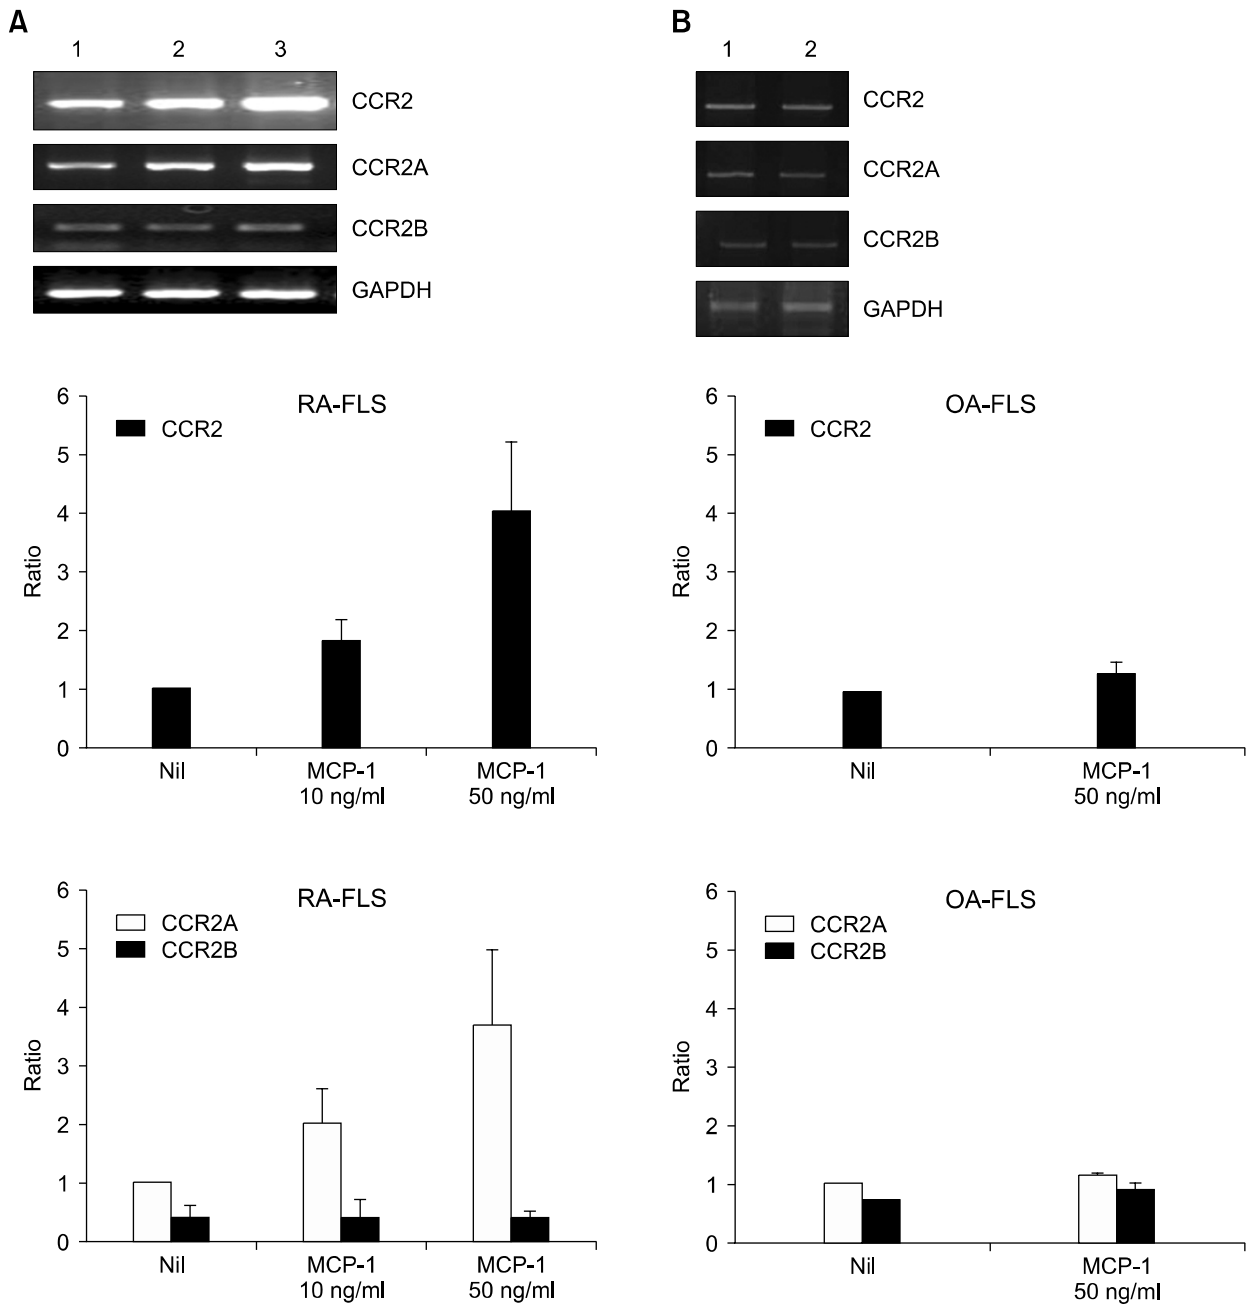 A
1 2 3
CCR2
CCR2A
CCR2B
GAPDH
B
1 2
CCR2
CCR2A
CCR2B
GAPDH
RA-FLS
CCR2
6
5
4
3
2
1
0
Ratio
Nil
MCP-1
10 ng/ml
MCP-1
50 ng/ml
OA-FLS
CCR2
6
5
4
3
2
1
0
Ratio
Nil
MCP-1
50 ng/ml
RA-FLS
CCR2A
CCR2B
6
5
4
3
2
1
0
Ratio
Nil
MCP-1
10 ng/ml
MCP-1
50 ng/ml
OA-FLS
CCR2A
CCR2B
6
5
4
3
2
1
0
Ratio
Nil
MCP-1
50 ng/ml